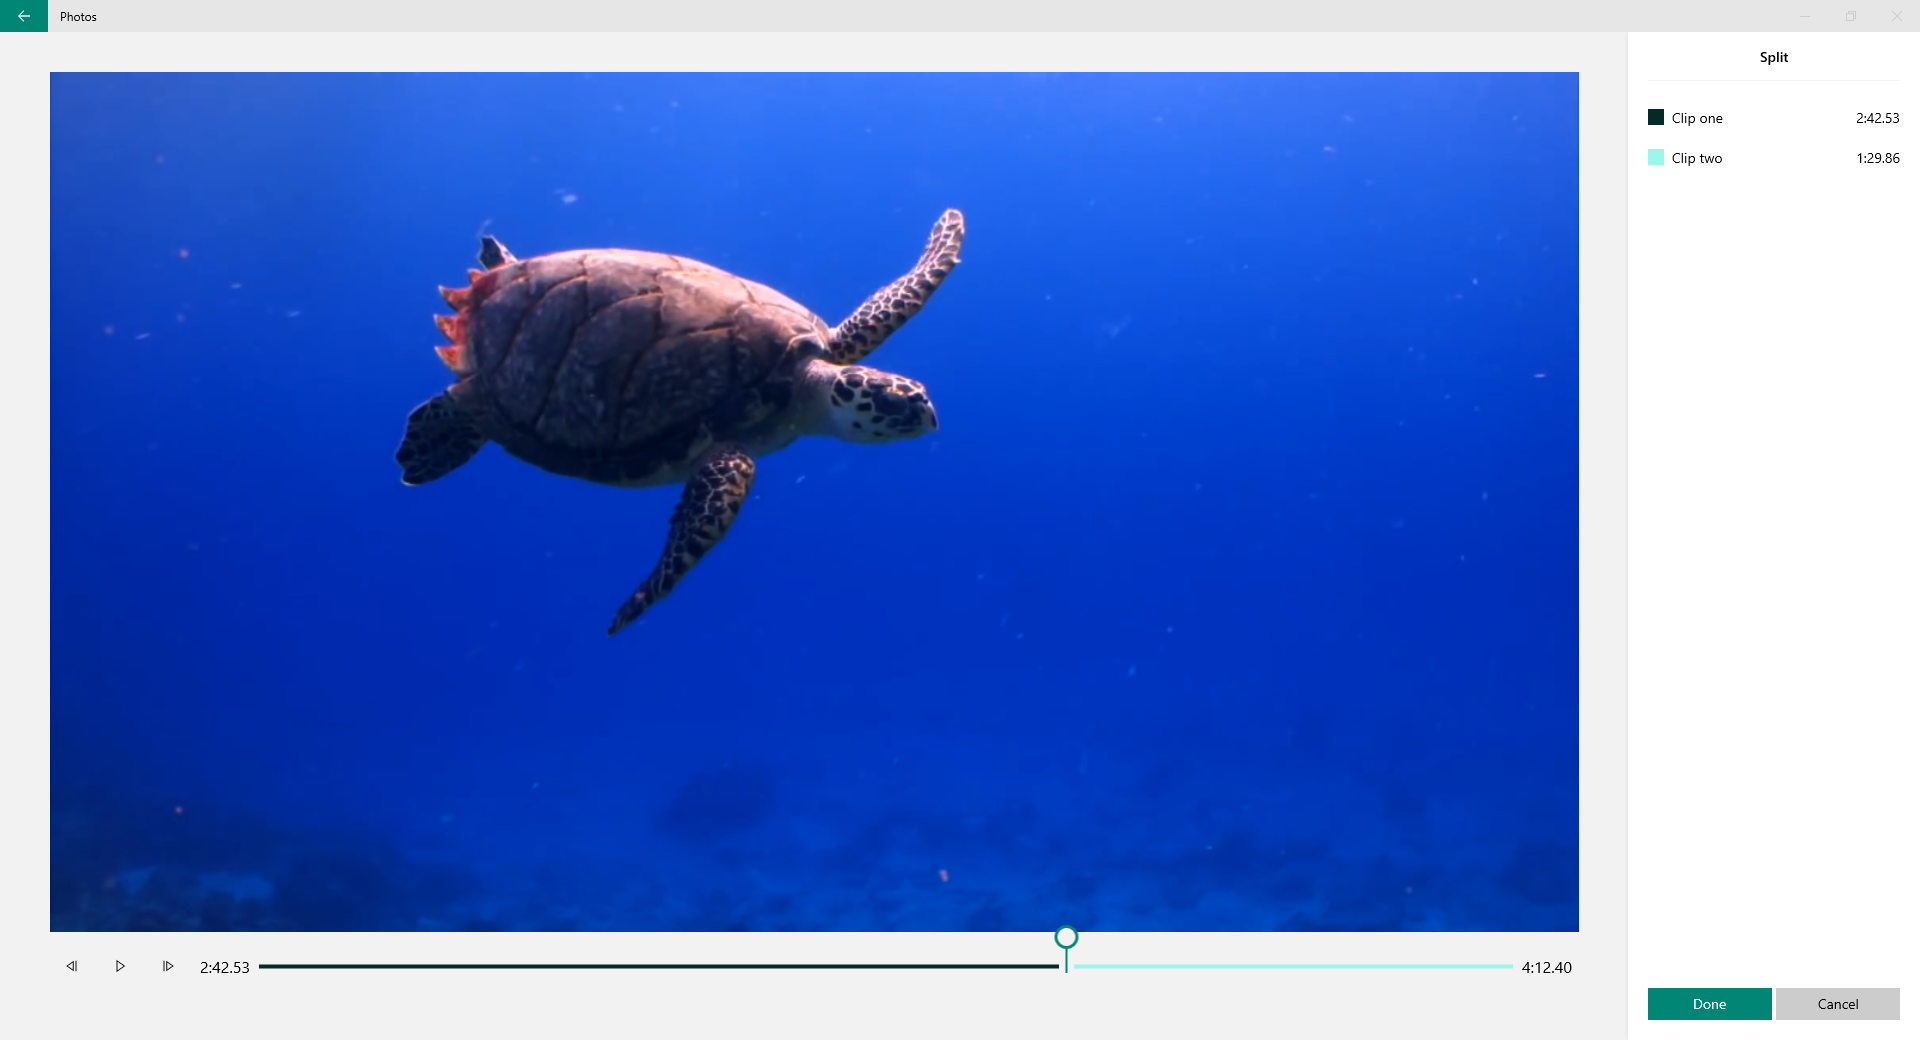 Photos
Split
Clip one 2:42.53
Clip two 1:29.86
2:42.53 4:12.40
Done Cancel